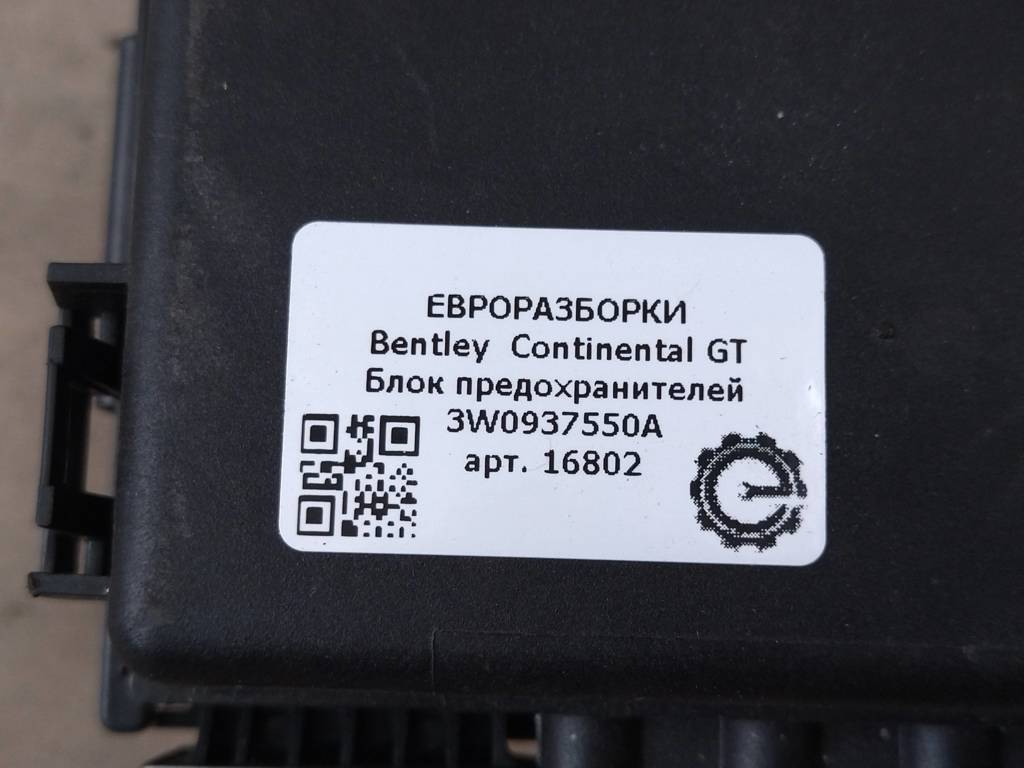 ЕВРОРАЗБОРКИ
Bentley Continental GT
Блок предохранителей
3W0937550A
арт. 16802